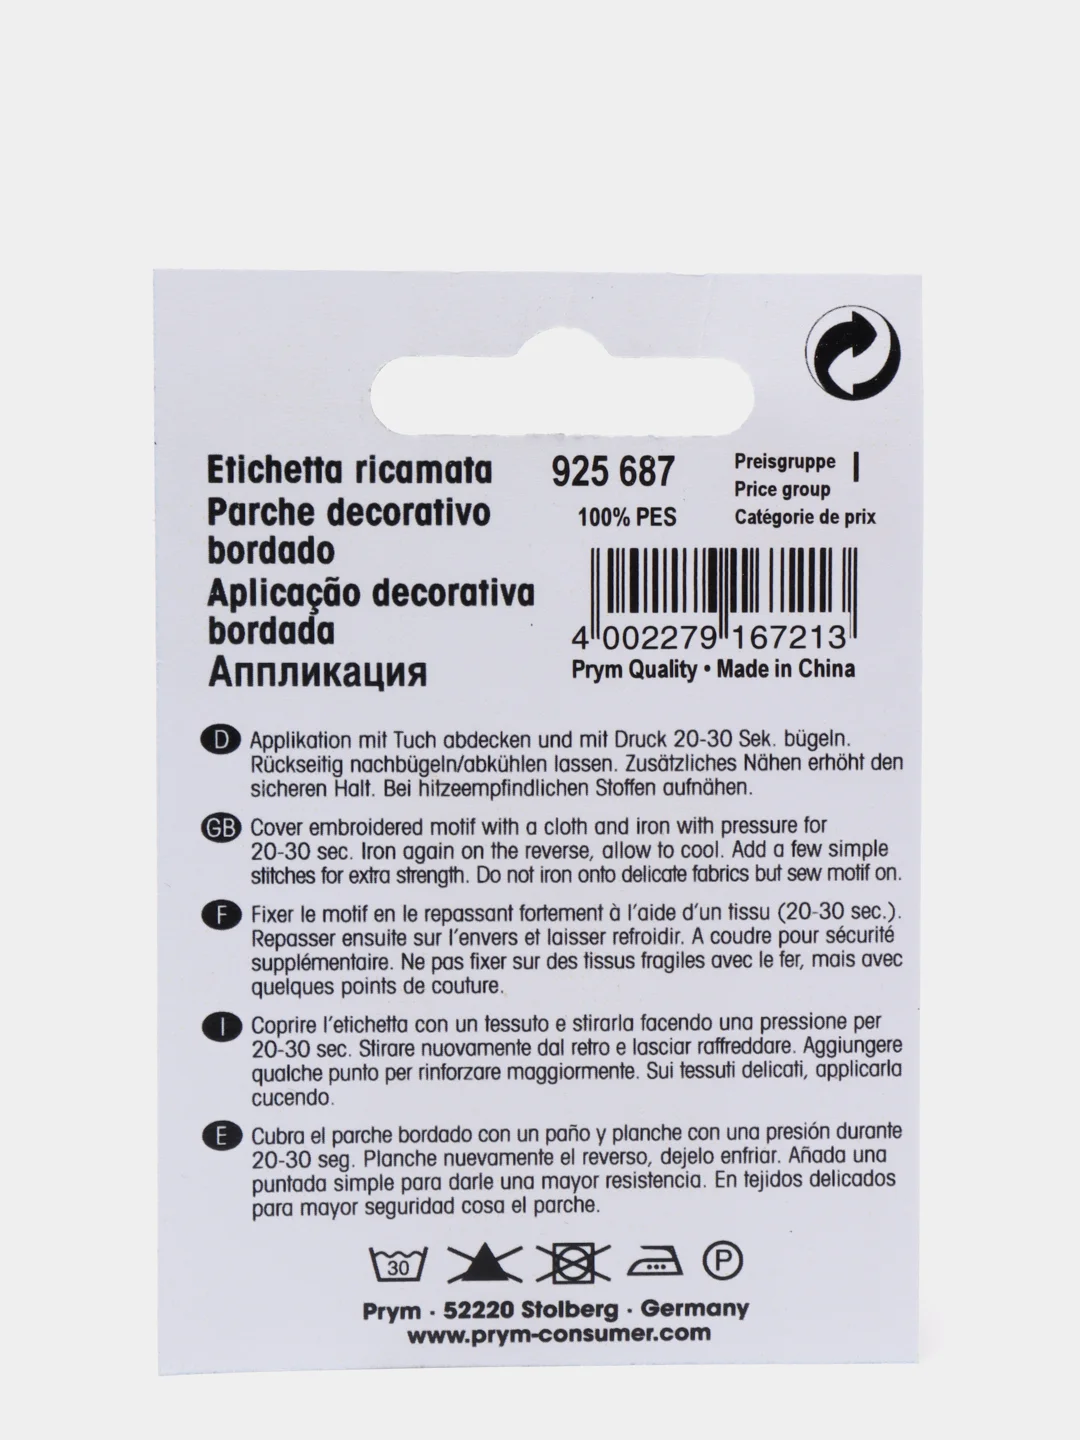 Etichetta ricamata
Parche decorativo
bordado
Aplicação decorativa
bordada
Аппликация
925 687
100% PES
Preisgruppe I
Price group
Catégorie de prix
4 002279 167213
Prym Quality • Made in China
D Applikation mit Tuch abdecken und mit Druck 20-30 Sek. bügeln.
Rückseitig nachbügeln/abkühlen lassen. Zusätzliches Nähen erhöht den
sicheren Halt. Bei hitzeempfindlichen Stoffen aufnähen.
GB Cover embroidered motif with a cloth and iron with pressure for
20-30 sec. Iron again on the reverse, allow to cool. Add a few simple
stitches for extra strength. Do not iron onto delicate fabrics but sew motif on.
F Fixer le motif en le repassant fortement à l'aide d'un tissu (20-30 sec.).
Repasser ensuite sur l'envers et laisser refroidir. A coudre pour sécurité
supplémentaire. Ne pas fixer sur des tissus fragiles avec le fer, mais avec
quelques points de couture.
I Coprire l'etichetta con un tessuto e stirarla facendo una pressione per
20-30 sec. Stirare nuovamente dal retro e lasciar raffreddare. Aggiungere
qualche punto per rinforzare maggiormente. Sui tessuti delicati, applicarla
cucendo.
E Cubra el parche bordado con un paño y planche con una presión durante
20-30 seg. Planche nuevamente el reverso, dejelo enfriar. Añada una
puntada simple para darle una mayor resistencia. En tejidos delicados
para mayor seguridad cosa el parche.
30 P
Prym · 52220 Stolberg · Germany
www.prym-consumer.com